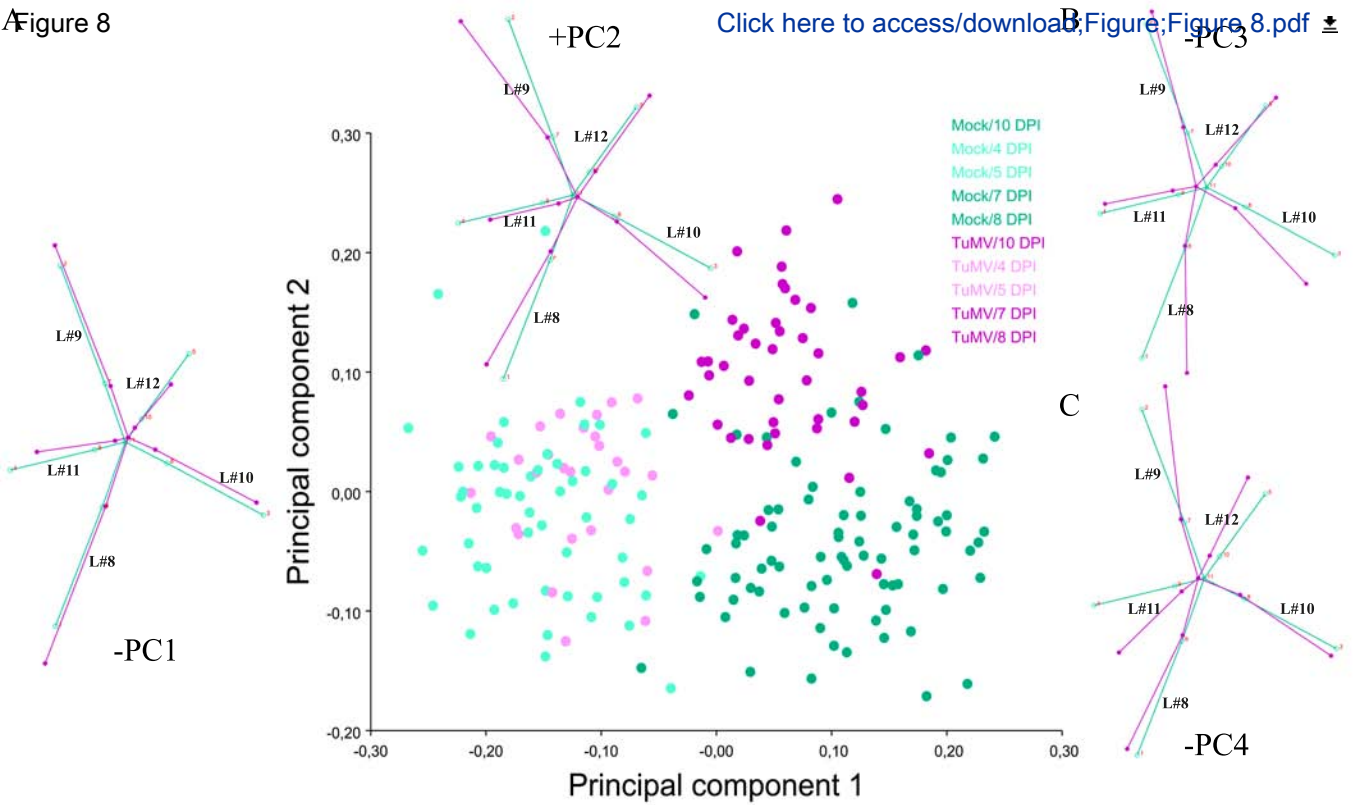 A
Figure 8
Click here to access/download;Figure;Figure 8.pdf
B
+PC2
-PC3
L#9
L#12
L#11
L#10
L#8
L#9
L#12
L#11
L#10
L#8
Mock/10 DPI
Mock/4 DPI
Mock/5 DPI
Mock/7 DPI
Mock/8 DPI
TuMV/10 DPI
TuMV/4 DPI
TuMV/5 DPI
TuMV/7 DPI
TuMV/8 DPI
L#9
L#12
L#11
L#10
L#8
-PC1
C
L#9
L#12
L#11
L#10
L#8
-PC4
Principal component 2
0,30
0,20
0,10
0,00
-0,10
-0,20
-0,30
-0,20
-0,10
-0,00
0,10
0,20
0,30
Principal component 1